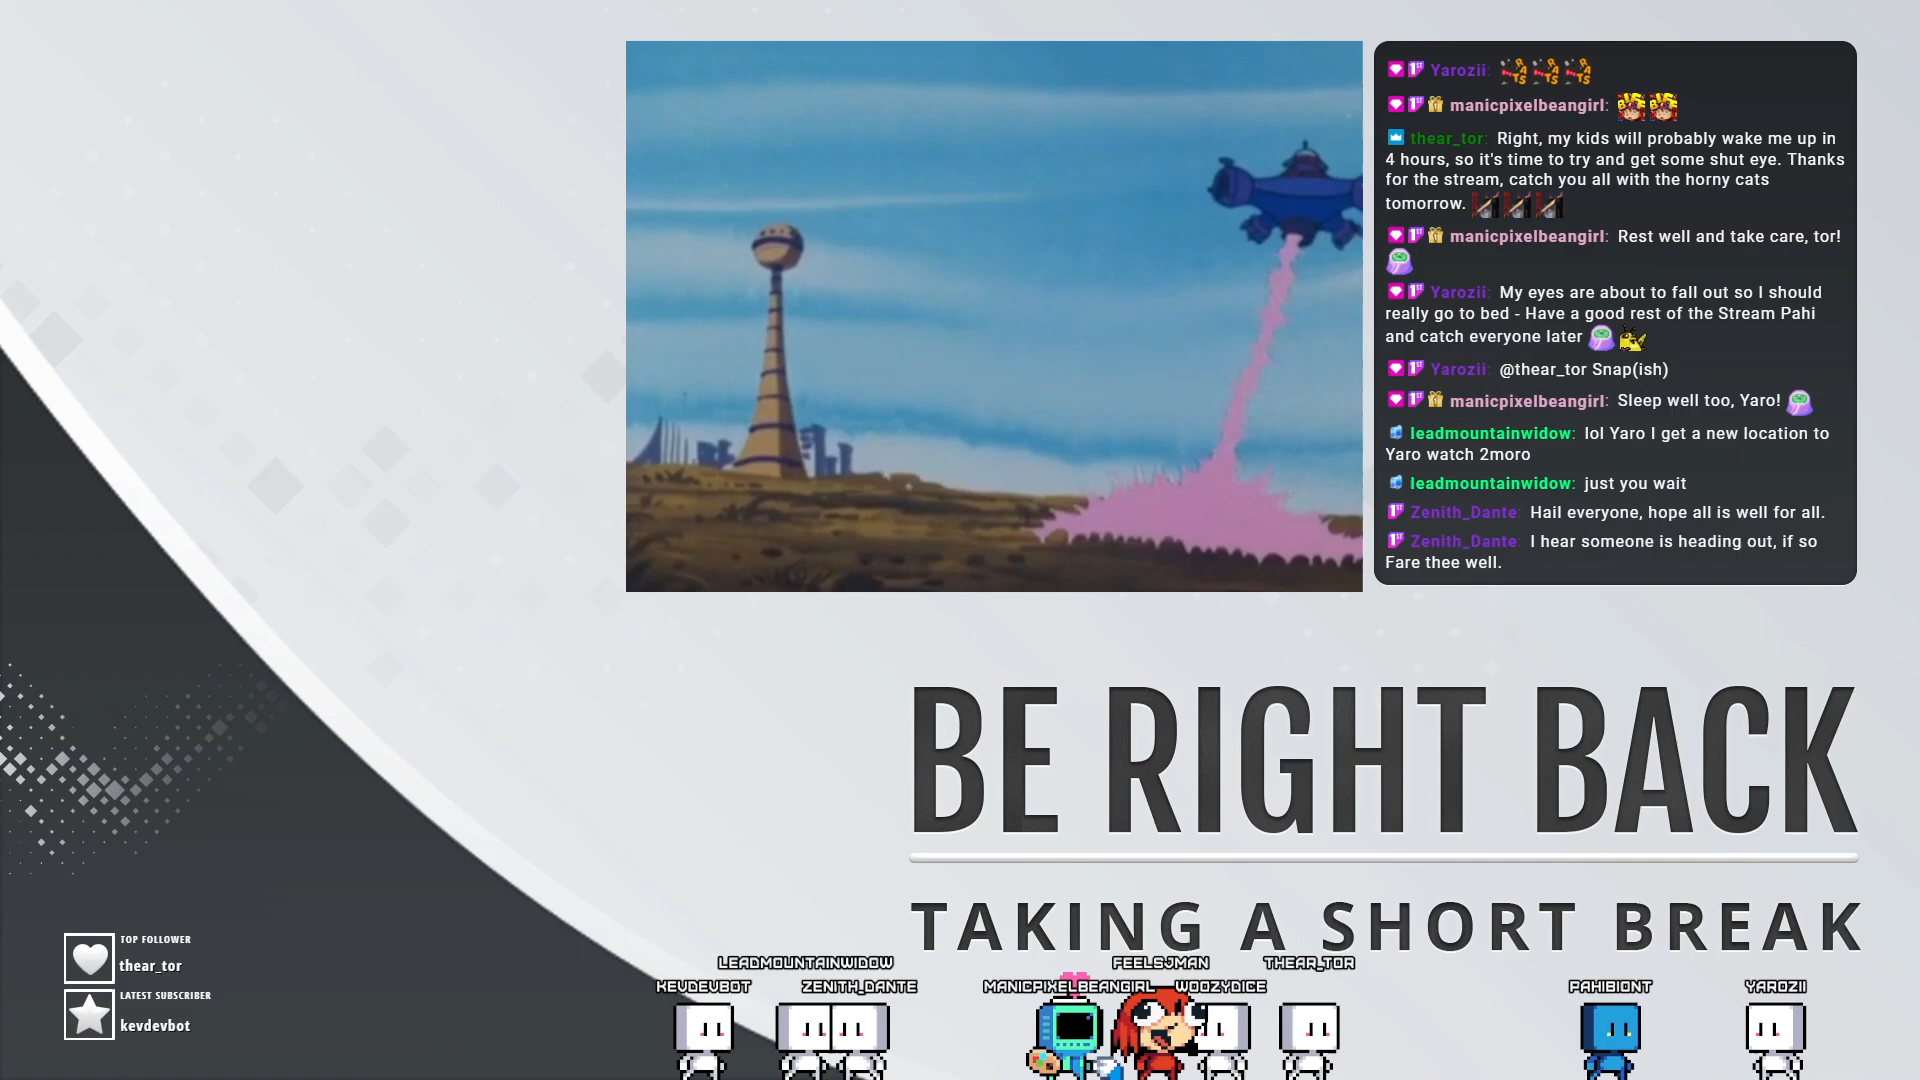 Yarozii:
manicpixelbeangirl:
thear_tor: Right, my kids will probably wake me up in
4 hours, so it's time to try and get some shut eye. Thanks
for the stream, catch you all with the horny cats
tomorrow.
manicpixelbeangirl: Rest well and take care, tor!
Yarozii: My eyes are about to fall out so I should
really go to bed - Have a good rest of the Stream Pahi
and catch everyone later
Yarozii: @thear_tor Snap(ish)
manicpixelbeangirl: Sleep well too, Yaro!
leadmountainwidow: lol Yaro I get a new location to
Yaro watch 2moro
leadmountainwidow: just you wait
Zenith_Dante: Hail everyone, hope all is well for all.
Zenith_Dante: I hear someone is heading out, if so
Fare thee well.
BE RIGHT BACK
TAKING A SHORT BREAK
TOP FOLLOWER
thear_tor
LATEST SUBSCRIBER
kevdevbot
LEADMOUNTAINWIDOW
FEELSJMAN
THEAR_TOR
KEVDEVBOT
ZENITH_DANTE
MANICPIXELBEANGIRL
WOOZYDICE
PAHIBIONT
YAROZII